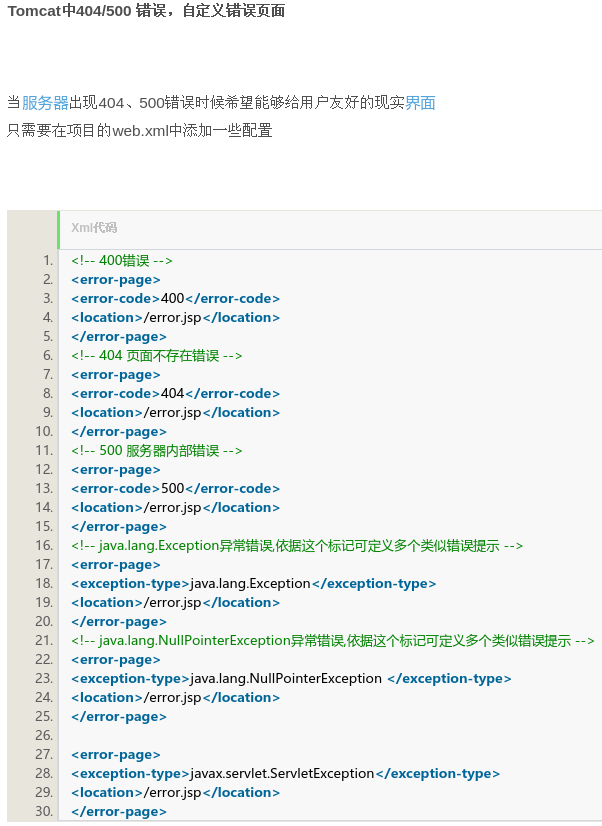 Tomcat中404/500 错误，自定义错误页面
当服务器出现404、500错误时候希望能够给用户友好的现实界面
只需要在项目的web.xml中添加一些配置
Xml代码
1. <!-- 400错误 -->
2. <error-page>
3. <error-code>400</error-code>
4. <location>/error.jsp</location>
5. </error-page>
6. <!-- 404 页面不存在错误 -->
7. <error-page>
8. <error-code>404</error-code>
9. <location>/error.jsp</location>
10. </error-page>
11. <!-- 500 服务器内部错误 -->
12. <error-page>
13. <error-code>500</error-code>
14. <location>/error.jsp</location>
15. </error-page>
16. <!-- java.lang.Exception异常错误,依据这个标记可定义多个类似错误提示 -->
17. <error-page>
18. <exception-type>java.lang.Exception</exception-type>
19. <location>/error.jsp</location>
20. </error-page>
21. <!-- java.lang.NullPointerException异常错误,依据这个标记可定义多个类似错误提示 -->
22. <error-page>
23. <exception-type>java.lang.NullPointerException </exception-type>
24. <location>/error.jsp</location>
25. </error-page>
26.
27. <error-page>
28. <exception-type>javax.servlet.ServletException</exception-type>
29. <location>/error.jsp</location>
30. </error-page>